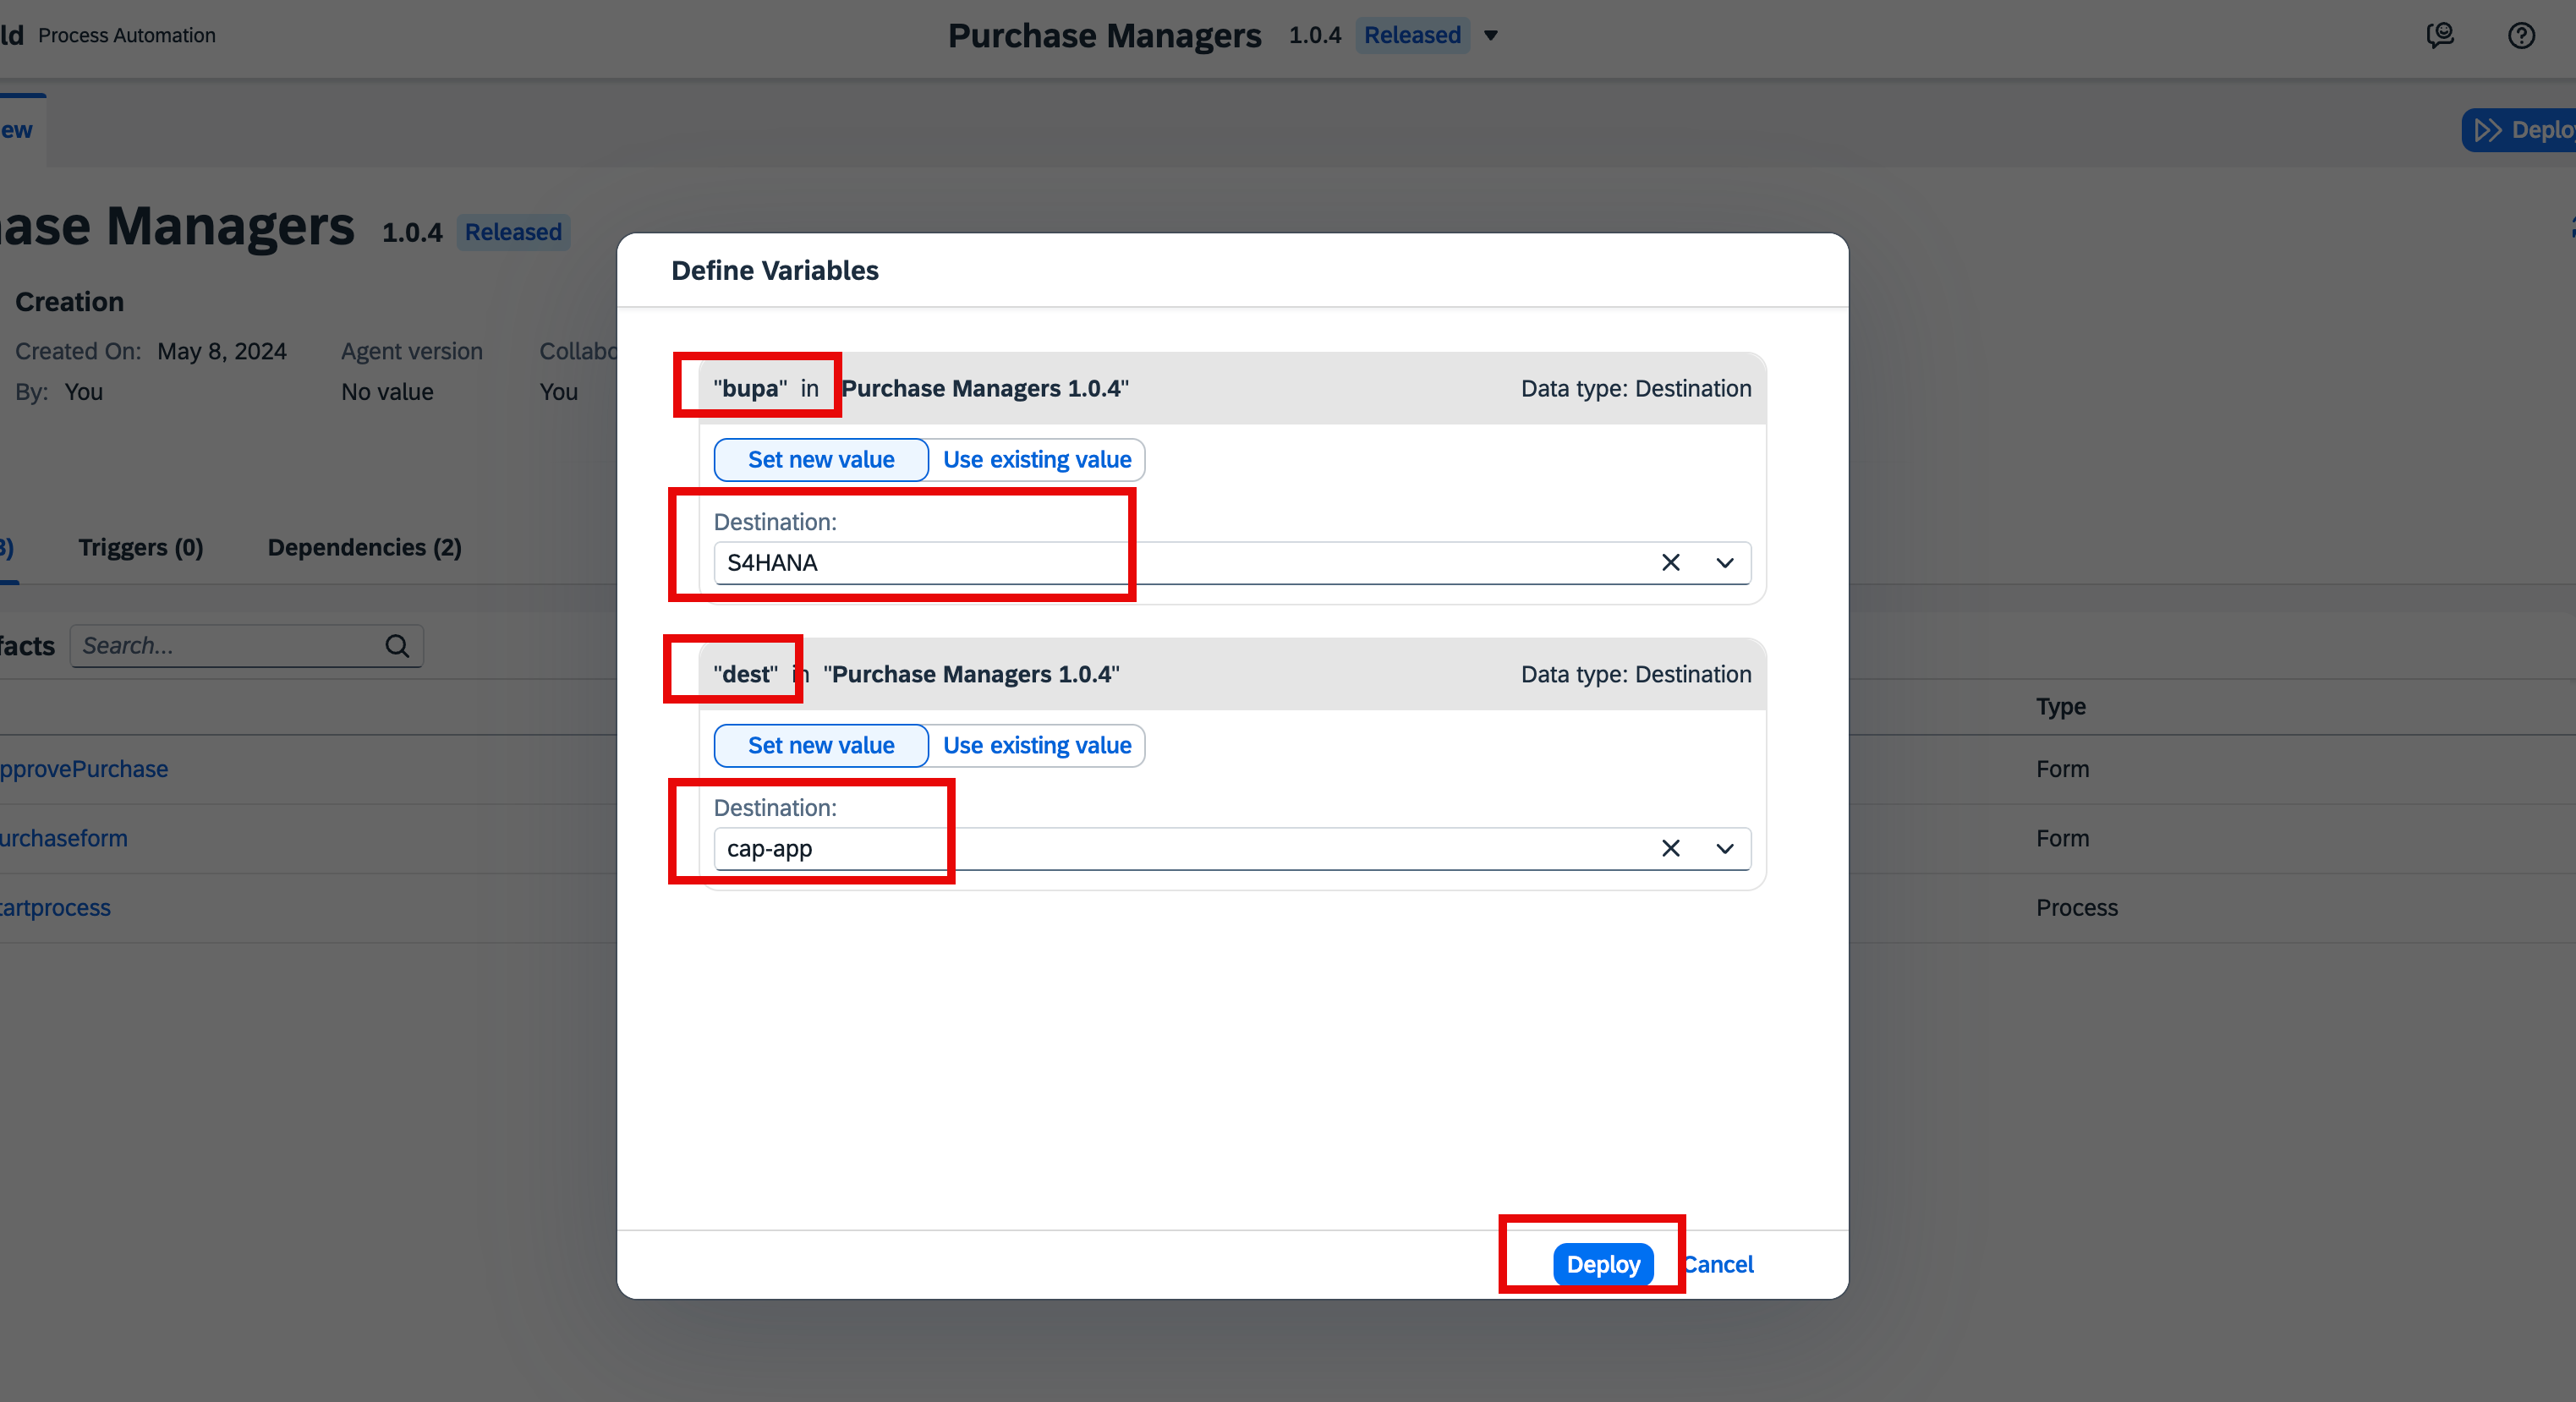 ld Process Automation Purchase Managers 1.0.4 Released
ew Deplo
ase Managers 1.0.4 Released
Creation
Created On: May 8, 2024 Agent version Collabo
By: You No value You
3) Triggers (0) Dependencies (2)
facts Search...
Type
pprovePurchase Form
urchaseform Form
tartprocess Process
Define Variables
"bupa" in Purchase Managers 1.0.4" Data type: Destination
Set new value Use existing value
Destination:
S4HANA
"dest" in "Purchase Managers 1.0.4" Data type: Destination
Set new value Use existing value
Destination:
cap-app
Deploy Cancel